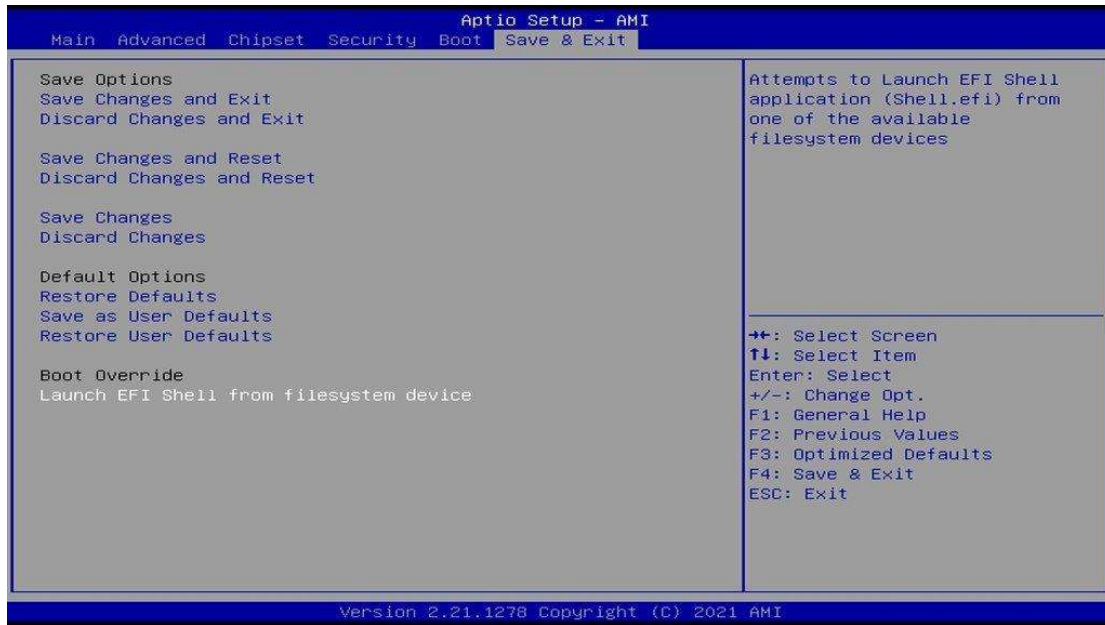 Aptio Setup – AMI
Main Advanced Chipset Security Boot Save & Exit
Save Options
Save Changes and Exit
Discard Changes and Exit
Save Changes and Reset
Discard Changes and Reset
Save Changes
Discard Changes
Default Options
Restore Defaults
Save as User Defaults
Restore User Defaults
Boot Override
Launch EFI Shell from filesystem device
Attempts to Launch EFI Shell
application (Shell.efi) from
one of the available
filesystem devices
→←: Select Screen
↑↓: Select Item
Enter: Select
+/-: Change Opt.
F1: General Help
F2: Previous Values
F3: Optimized Defaults
F4: Save & Exit
ESC: Exit
Version 2.21.1278 Copyright (C) 2021 AMI